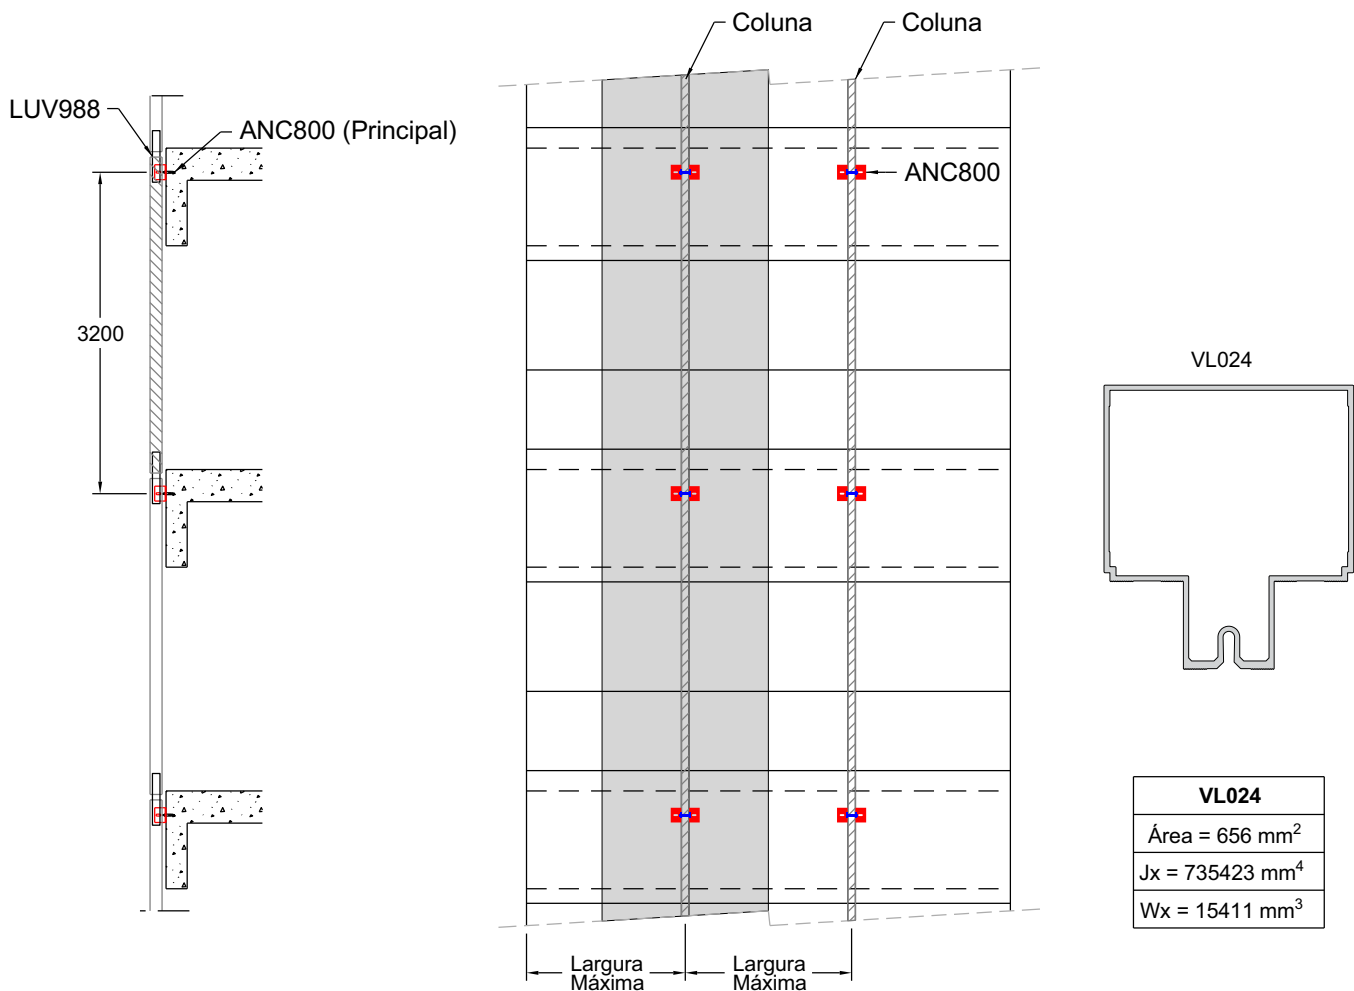 Coluna
Coluna
LUV988
ANC800 (Principal)
ANC800
3200
VL024
VL024
Área = 656 mm²
Jx = 735423 mm⁴
Wx = 15411 mm³
Largura
Máxima
Largura
Máxima